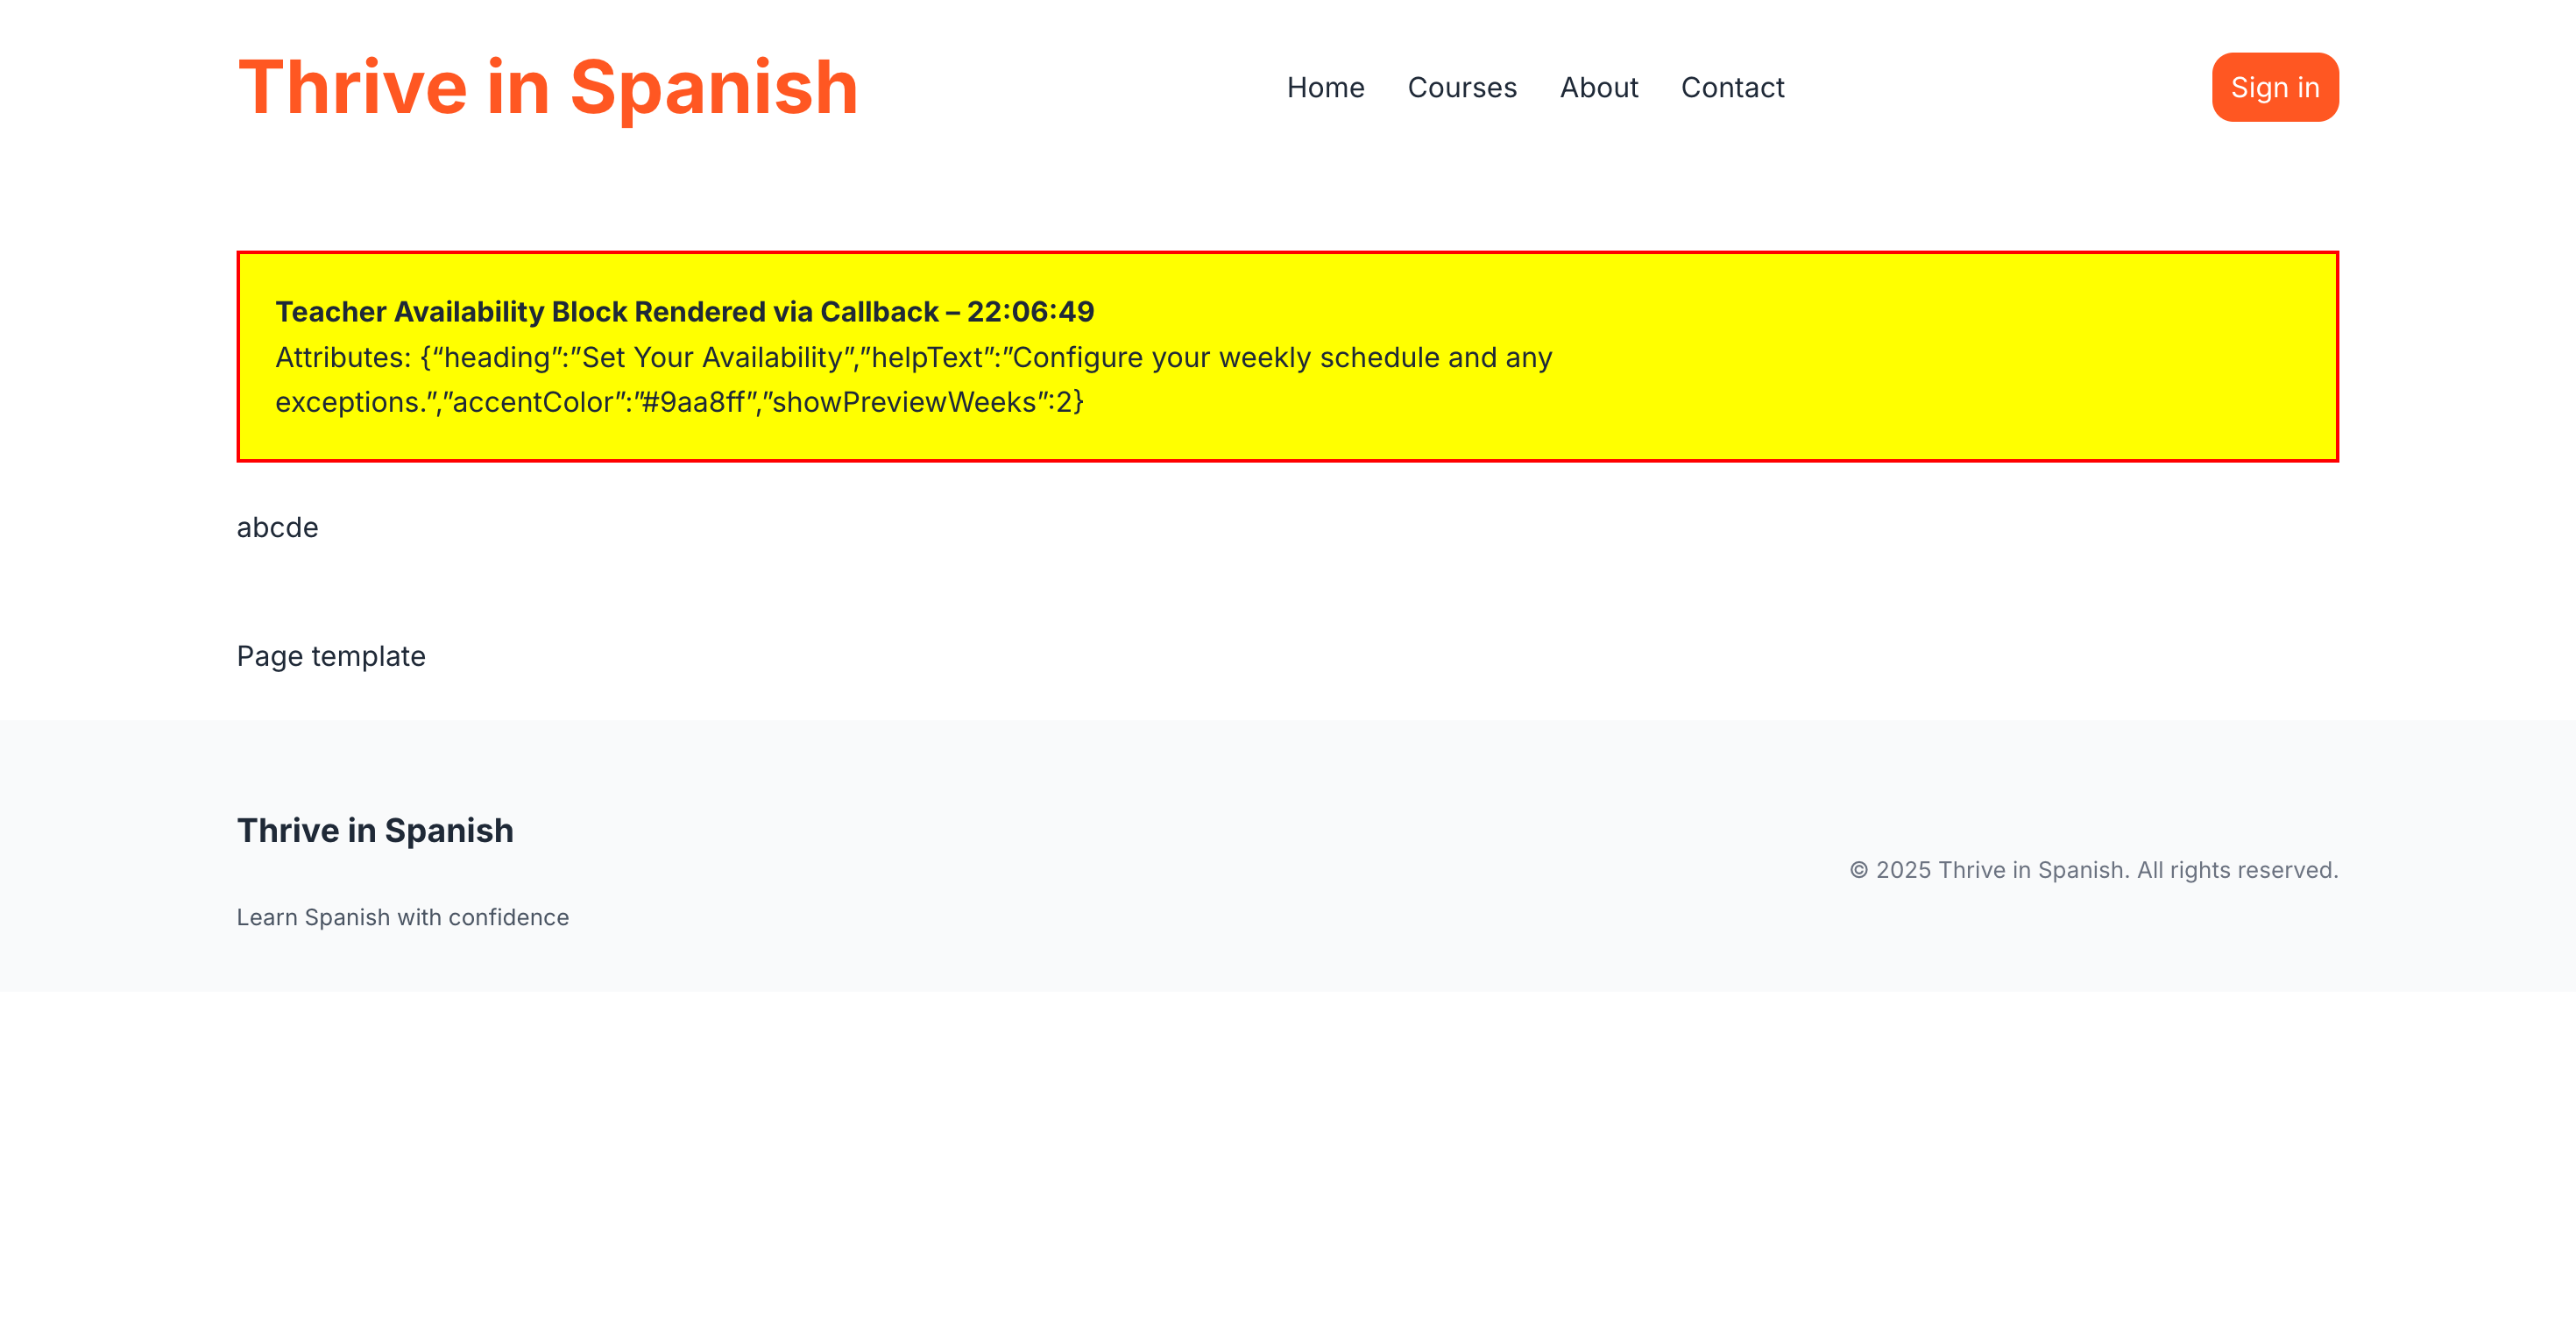 Thrive in Spanish
Home Courses About Contact
Sign in
Teacher Availability Block Rendered via Callback – 22:06:49
Attributes: {“heading”:”Set Your Availability”,”helpText”:”Configure your weekly schedule and any
exceptions.”,”accentColor”:”#9aa8ff”,”showPreviewWeeks”:2}
abcde
Page template
Thrive in Spanish
Learn Spanish with confidence
© 2025 Thrive in Spanish. All rights reserved.